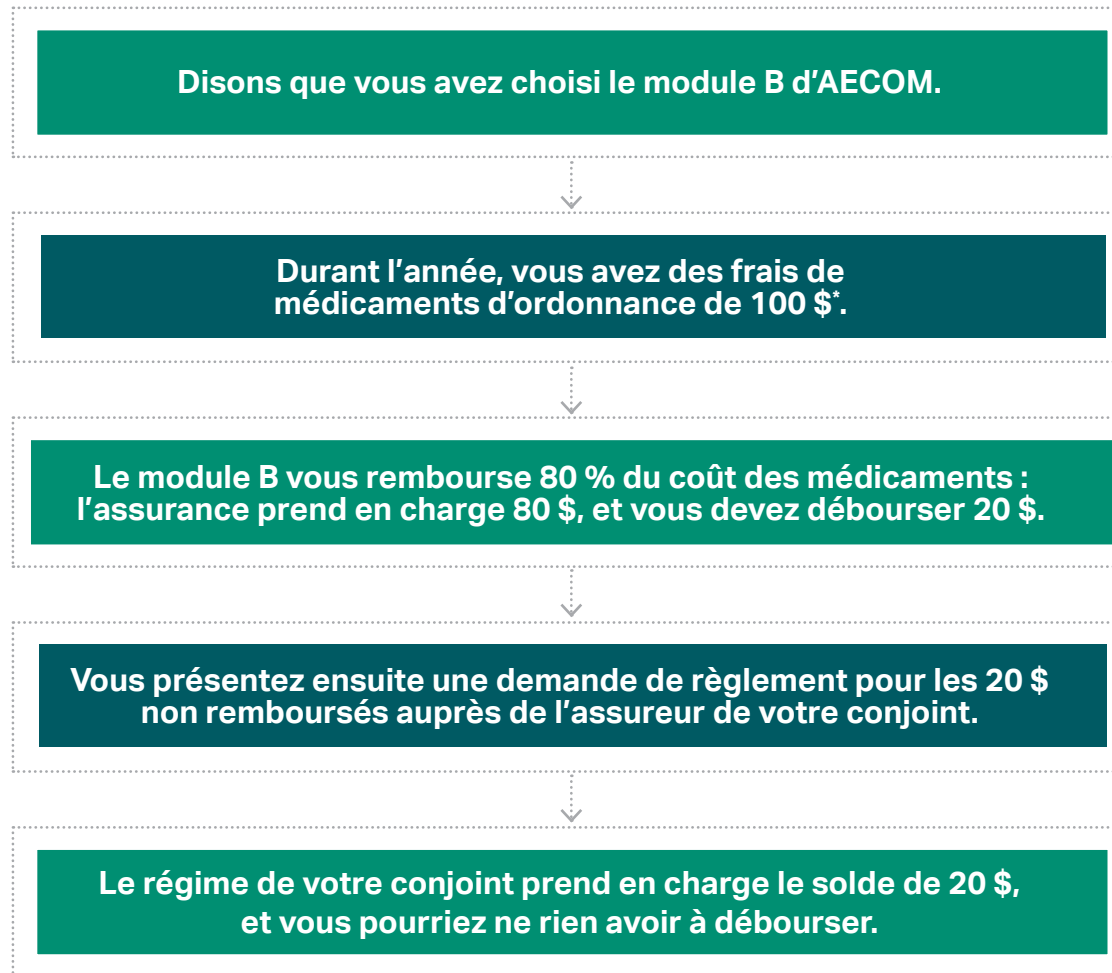 Disons que vous avez choisi le module B d’AECOM.
Durant l’année, vous avez des frais de
médicaments d’ordonnance de 100 $*.
Le module B vous rembourse 80 % du coût des médicaments :
l’assurance prend en charge 80 $, et vous devez débourser 20 $.
Vous présentez ensuite une demande de règlement pour les 20 $
non remboursés auprès de l’assureur de votre conjoint.
Le régime de votre conjoint prend en charge le solde de 20 $,
et vous pourriez ne rien avoir à débourser.